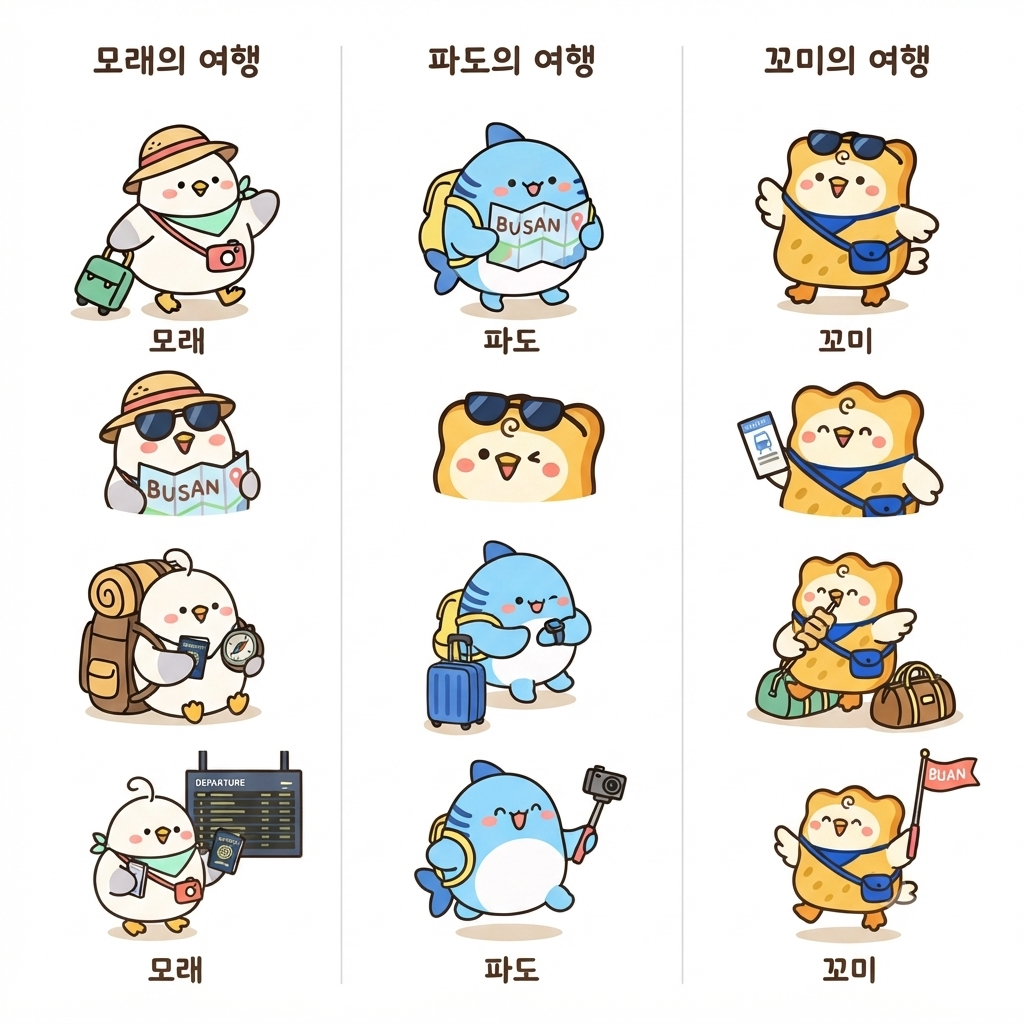 모래의 여행
파도의 여행
꼬미의 여행
BUSAN
모래
파도
꼬미
BUSAN
DEPARTURE
BUAN
모래
파도
꼬미